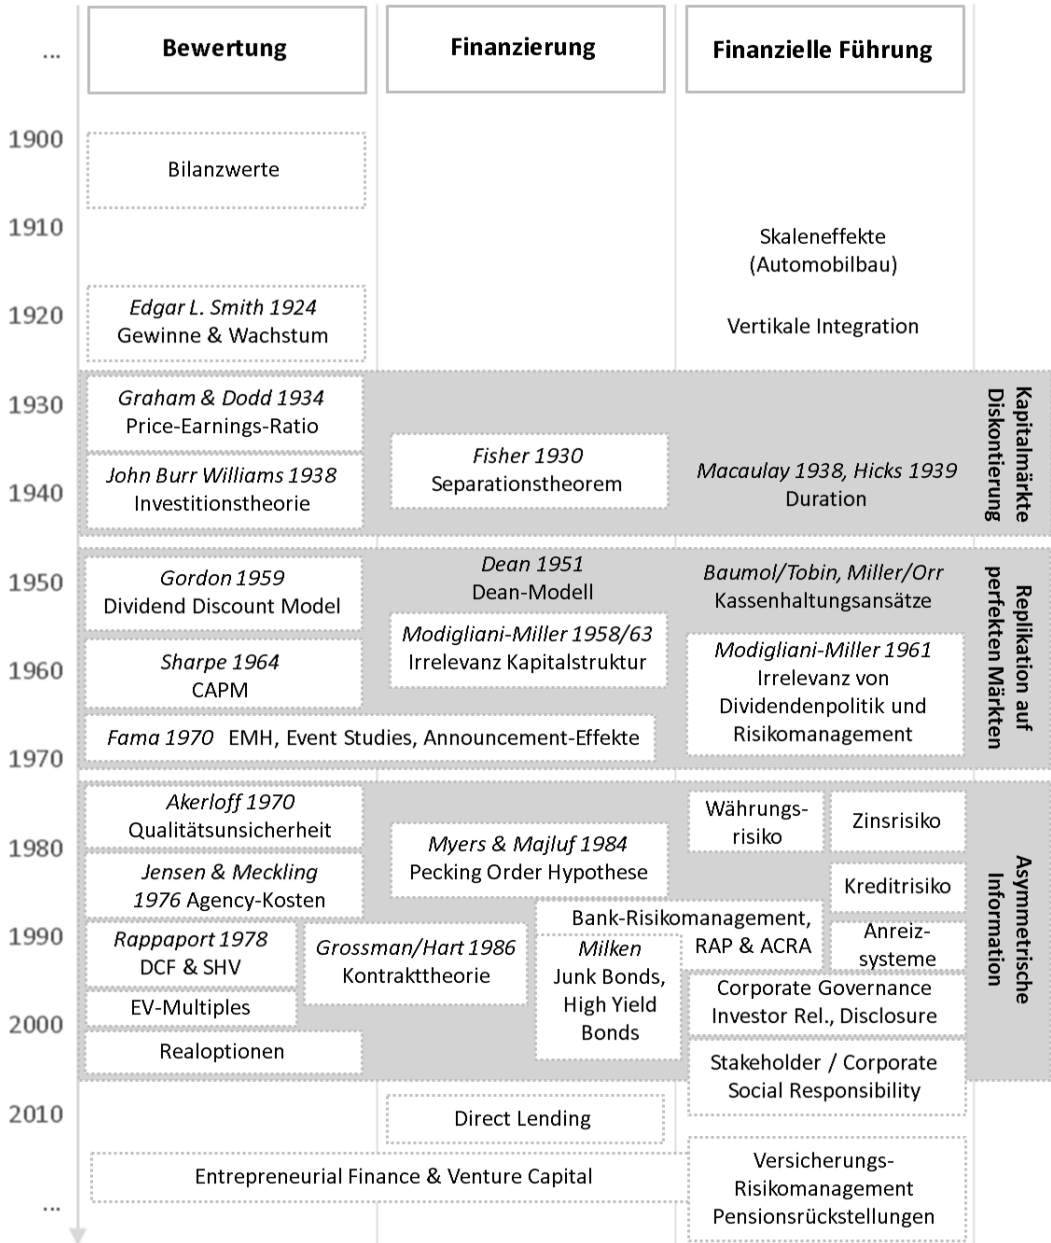 ...
Bewertung
Finanzierung
Finanzielle Führung
1900
Bilanzwerte
1910
Skaleneffekte
(Automobilbau)
1920
Edgar L. Smith 1924
Gewinne & Wachstum
Vertikale Integration
Kapitalmärkte
Diskontierung
1930
Graham & Dodd 1934
Price-Earnings-Ratio
Fisher 1930
Separationstheorem
1940
John Burr Williams 1938
Investitionstheorie
Macaulay 1938, Hicks 1939
Duration
Replikation auf
perfekten Märkten
1950
Gordon 1959
Dividend Discount Model
Dean 1951
Dean-Modell
Baumol/Tobin, Miller/Orr
Kassenhaltungsansätze
1960
Sharpe 1964
CAPM
Modigliani-Miller 1958/63
Irrelevanz Kapitalstruktur
Modigliani-Miller 1961
Irrelevanz von
Dividendenpolitik und
Risikomanagement
Fama 1970 EMH, Event Studies, Announcement-Effekte
1970
Asymmetrische
Information
Akerloff 1970
Qualitätsunsicherheit
Währungs-
risiko
Zinsrisiko
1980
Myers & Majluf 1984
Pecking Order Hypothese
Jensen & Meckling
1976 Agency-Kosten
Kreditrisiko
1990
Rappaport 1978
DCF & SHV
Grossman/Hart 1986
Kontrakttheorie
Bank-Risikomanagement,
RAP & ACRA
Milken
Junk Bonds,
High Yield
Bonds
Anreiz-
systeme
EV-Multiples
Corporate Governance
Investor Rel., Disclosure
2000
Realoptionen
Stakeholder / Corporate
Social Responsibility
2010
Direct Lending
Entrepreneurial Finance & Venture Capital
Versicherungs-
Risikomanagement
Pensionsrückstellungen
...